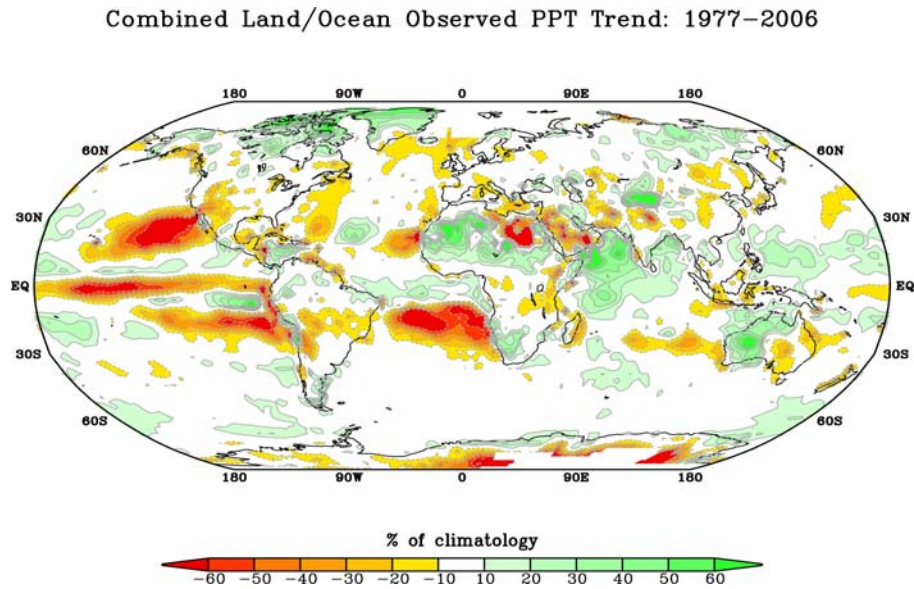 Combined Land/Ocean Observed PPT Trend: 1977−2006
180 90W 0 90E 180
60N 60N
30N 30N
EQ EQ
30S 30S
60S 60S
180 90W 0 90E 180
% of climatology
−60 −50 −40 −30 −20 −10 10 20 30 40 50 60